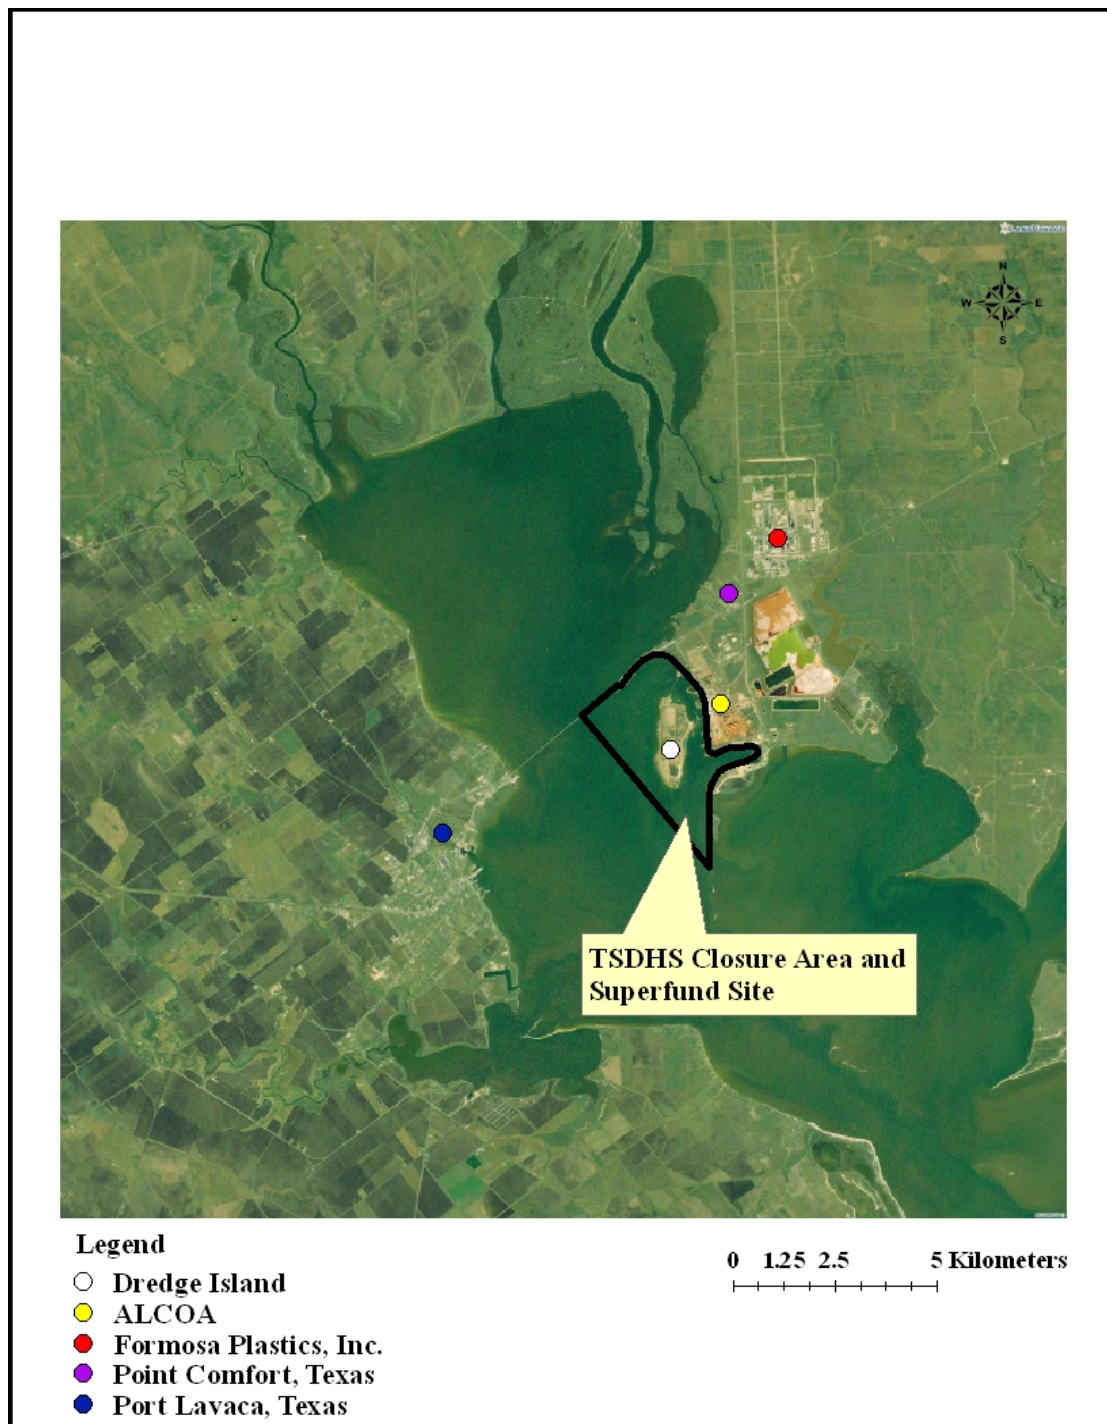 N
W E
S
TSDHS Closure Area and
Superfund Site
Legend
Dredge Island
ALCOA
Formosa Plastics, Inc.
Point Comfort, Texas
Port Lavaca, Texas
0 1.25 2.5 5 Kilometers